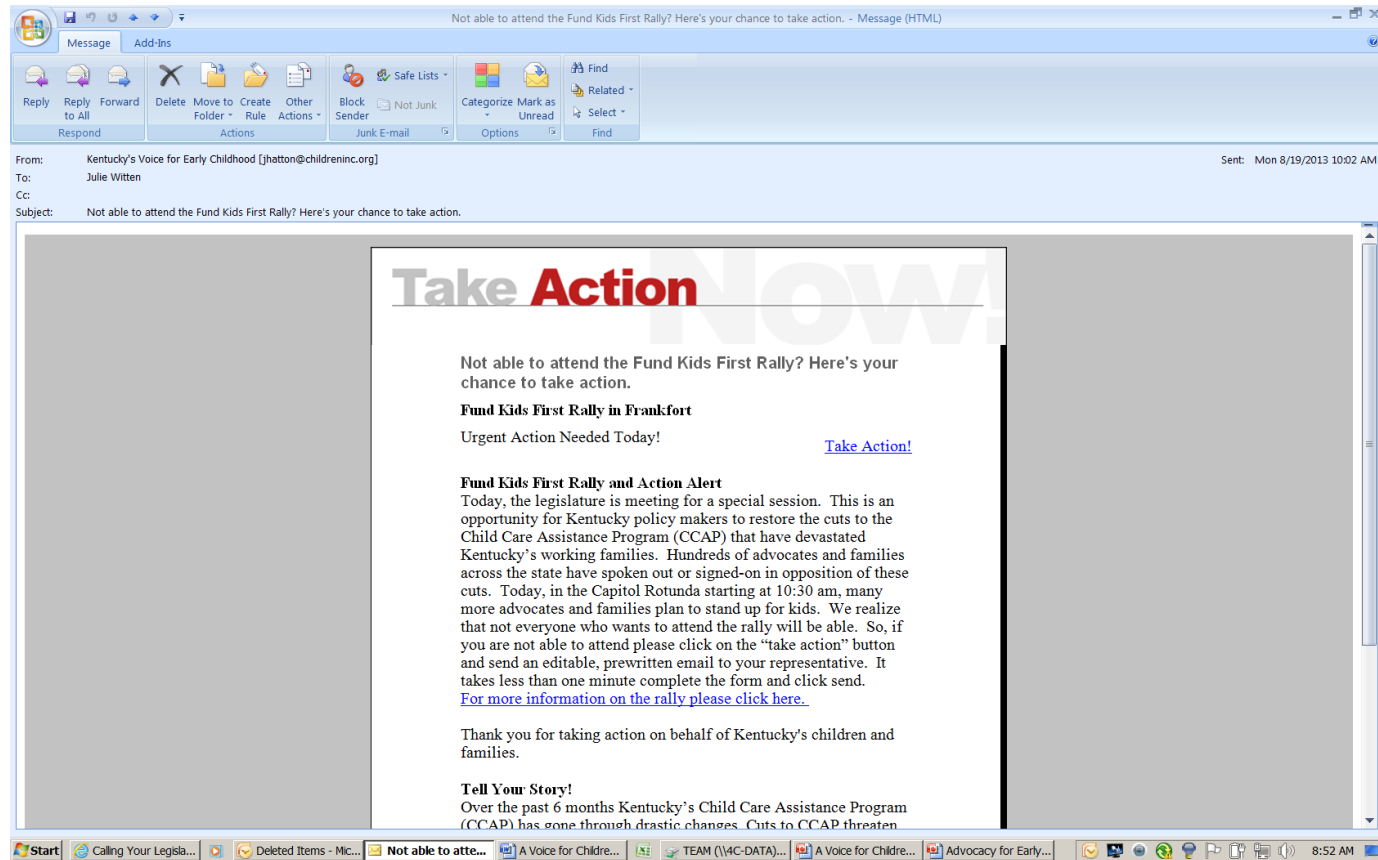 Not able to attend the Fund Kids First Rally? Here's your chance to take action. - Message (HTML)
Message Add-Ins
Reply Reply to All Forward Delete Move to Folder Create Rule Other Actions Block Sender Safe Lists Not Junk Categorize Mark as Unread Find Related Select
Respond Actions Junk E-mail Options Find
From: Kentucky's Voice for Early Childhood [jhatton@childreninc.org] Sent: Mon 8/19/2013 10:02 AM
To: Julie Witten
Cc:
Subject: Not able to attend the Fund Kids First Rally? Here's your chance to take action.
Take Action Now!
Not able to attend the Fund Kids First Rally? Here's your
chance to take action.
Fund Kids First Rally in Frankfort
Urgent Action Needed Today! Take Action!
Fund Kids First Rally and Action Alert
Today, the legislature is meeting for a special session. This is an
opportunity for Kentucky policy makers to restore the cuts to the
Child Care Assistance Program (CCAP) that have devastated
Kentucky’s working families. Hundreds of advocates and families
across the state have spoken out or signed-on in opposition of these
cuts. Today, in the Capitol Rotunda starting at 10:30 am, many
more advocates and families plan to stand up for kids. We realize
that not everyone who wants to attend the rally will be able. So, if
you are not able to attend please click on the “take action” button
and send an editable, prewritten email to your representative. It
takes less than one minute complete the form and click send.
For more information on the rally please click here.
Thank you for taking action on behalf of Kentucky's children and
families.
Tell Your Story!
Over the past 6 months Kentucky’s Child Care Assistance Program
(CCAP) has gone through drastic changes. Cuts to CCAP threaten
Start Calling Your Legisla... Deleted Items - Mic... Not able to atte... A Voice for Childre... TEAM (\\4C-DATA)... A Voice for Childre... Advocacy for Early... 8:52 AM